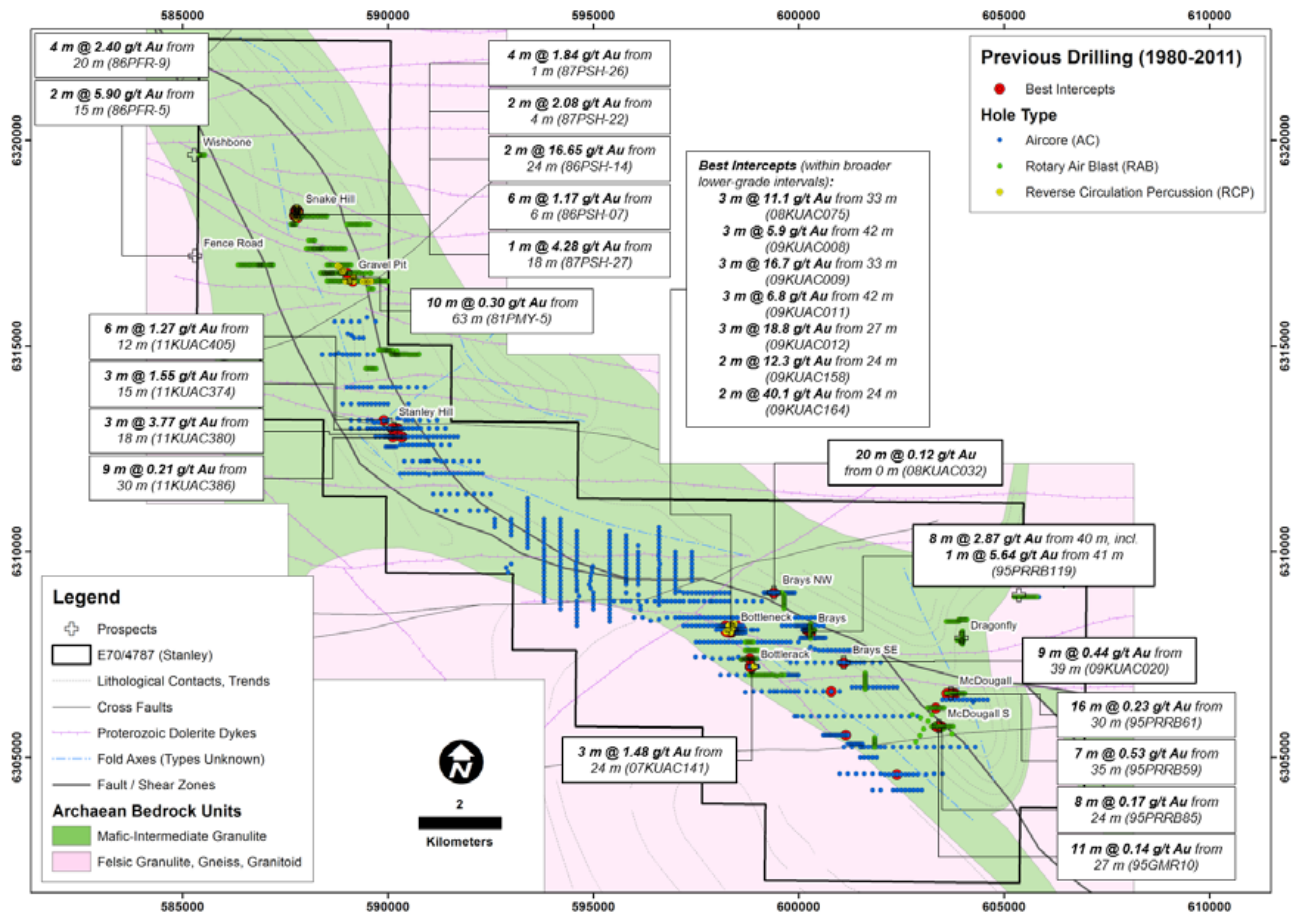 585000
590000
595000
600000
605000
610000
4 m @ 2.40 g/t Au from
20 m (86PFR-9)
2 m @ 5.90 g/t Au from
15 m (86PFR-5)
4 m @ 1.84 g/t Au from
1 m (87PSH-26)
2 m @ 2.08 g/t Au from
4 m (87PSH-22)
2 m @ 16.65 g/t Au from
24 m (86PSH-14)
6 m @ 1.17 g/t Au from
6 m (86PSH-07)
1 m @ 4.28 g/t Au from
18 m (87PSH-27)
10 m @ 0.30 g/t Au from
63 m (81PMY-5)
Previous Drilling (1980-2011)
Best Intercepts
Hole Type
Aircore (AC)
Rotary Air Blast (RAB)
Reverse Circulation Percussion (RCP)
Best Intercepts (within broader
lower-grade intervals):
3 m @ 11.1 g/t Au from 33 m
(08KUAC075)
3 m @ 5.9 g/t Au from 42 m
(09KUAC008)
3 m @ 16.7 g/t Au from 33 m
(09KUAC009)
3 m @ 6.8 g/t Au from 42 m
(09KUAC011)
3 m @ 18.8 g/t Au from 27 m
(09KUAC012)
2 m @ 12.3 g/t Au from 24 m
(09KUAC158)
2 m @ 40.1 g/t Au from 24 m
(09KUAC164)
6320000
6315000
6310000
6305000
6320000
6315000
6310000
6305000
Wishbone
Snake Hill
Fence Road
Gravel Pit
Stanley Hill
6 m @ 1.27 g/t Au from
12 m (11KUAC405)
3 m @ 1.55 g/t Au from
15 m (11KUAC374)
3 m @ 3.77 g/t Au from
18 m (11KUAC380)
9 m @ 0.21 g/t Au from
30 m (11KUAC386)
20 m @ 0.12 g/t Au
from 0 m (08KUAC032)
8 m @ 2.87 g/t Au from 40 m, incl.
1 m @ 5.64 g/t Au from 41 m
(95PRRB119)
Brays NW
Bottleneck
Brays
Dragonfly
Bottlerack
Brays SE
McDougall
McDougall S
9 m @ 0.44 g/t Au from
39 m (09KUAC020)
16 m @ 0.23 g/t Au from
30 m (95PRRB61)
7 m @ 0.53 g/t Au from
35 m (95PRRB59)
8 m @ 0.17 g/t Au from
24 m (95PRRB85)
11 m @ 0.14 g/t Au from
27 m (95GMR10)
3 m @ 1.48 g/t Au from
24 m (07KUAC141)
Legend
Prospects
E70/4787 (Stanley)
Lithological Contacts, Trends
Cross Faults
Proterozoic Dolerite Dykes
Fold Axes (Types Unknown)
Fault / Shear Zones
Archaean Bedrock Units
Mafic-Intermediate Granulite
Felsic Granulite, Gneiss, Granitoid
N
2
Kilometers
585000
590000
595000
600000
605000
610000